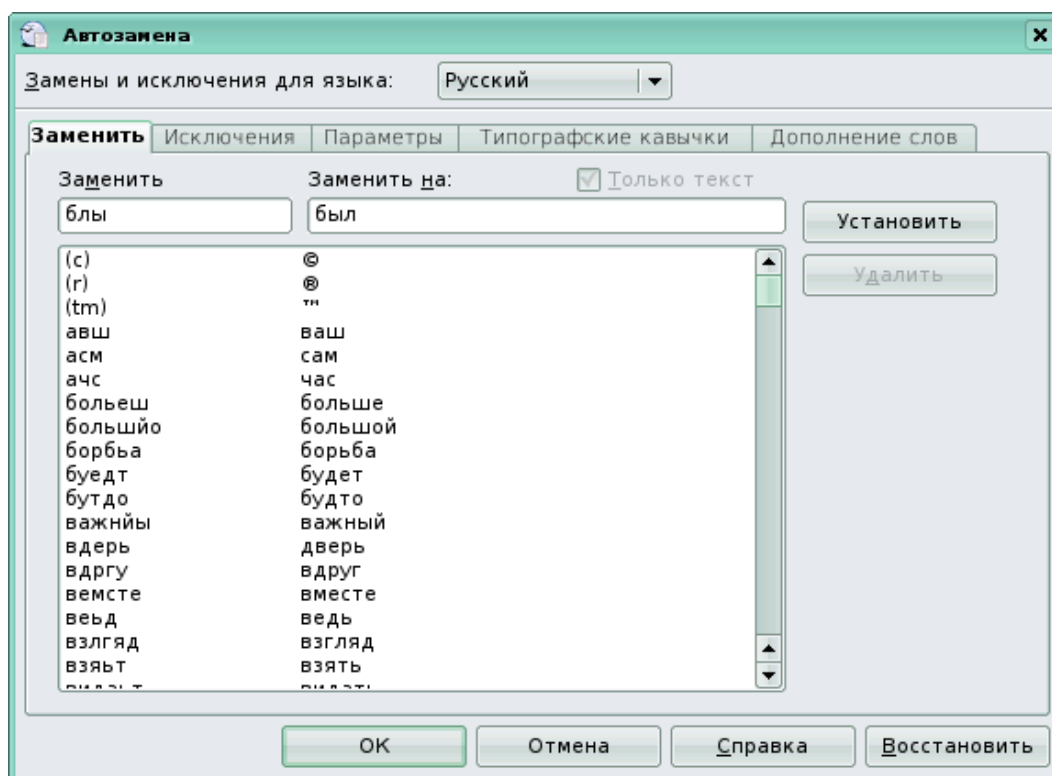 Автозамена
Замены и исключения для языка: Русский
Заменить Исключения Параметры Типографские кавычки Дополнение слов
Заменить Заменить на: Только текст
блы был Установить
Удалить
(c) ©
(r) ®
(tm) ™
авш ваш
асм сам
ачс час
больеш больше
большйо большой
борбьа борьба
буедт будет
бутдо будто
важнйы важный
вдерь дверь
вдргу вдруг
вемсте вместе
веьд ведь
взлгяд взгляд
взяьт взять
OK Отмена Справка Восстановить